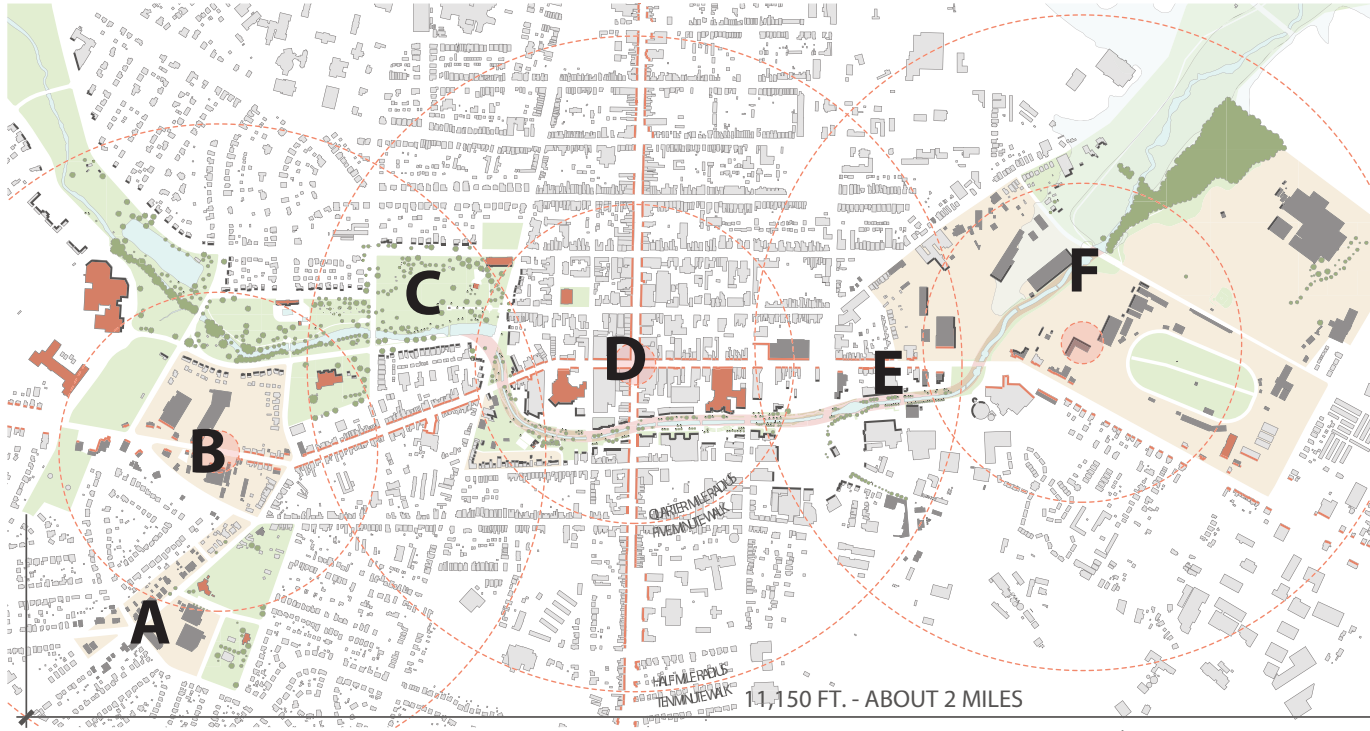 C
F
D
E
B
QUARTER MILE RADIUS
FIVE MINUTE WALK
A
HALF MILE RADIUS
TEN MINUTE WALK
11,150 FT. - ABOUT 2 MILES